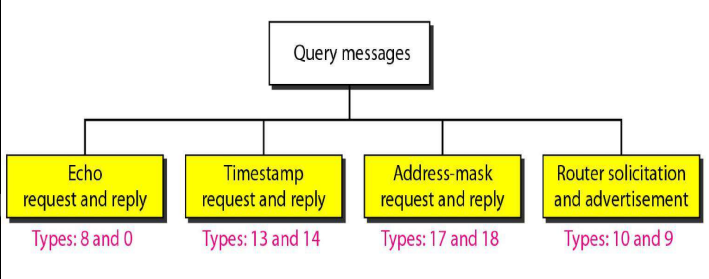 Query messages
Echo
request and reply
Timestamp
request and reply
Address-mask
request and reply
Router solicitation
and advertisement
Types: 8 and 0
Types: 13 and 14
Types: 17 and 18
Types: 10 and 9